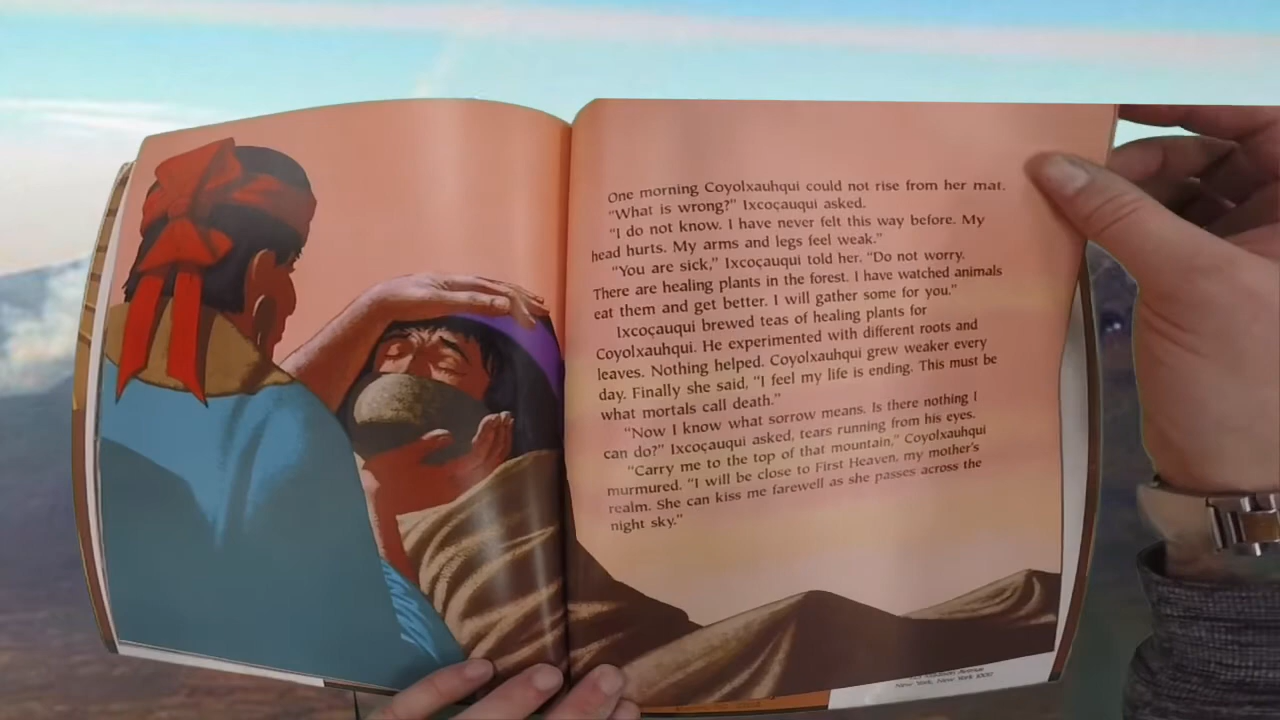 One morning Coyolxauhqui could not rise from her mat.
"What is wrong?" Ixcoçauqui asked.
"I do not know. I have never felt this way before. My
head hurts. My arms and legs feel weak."
"You are sick," Ixcoçauqui told her. "Do not worry.
There are healing plants in the forest. I have watched animals
eat them and get better. I will gather some for you."
Ixcoçauqui brewed teas of healing plants for
Coyolxauhqui. He experimented with different roots and
leaves. Nothing helped. Coyolxauhqui grew weaker every
day. Finally she said, "I feel my life is ending. This must be
what mortals call death."
"Now I know what sorrow means. Is there nothing I
can do?" Ixcoçauqui asked, tears running from his eyes.
"Carry me to the top of that mountain," Coyolxauhqui
murmured. "I will be close to First Heaven, my mother's
realm. She can kiss me farewell as she passes across the
night sky."
Avenue
New York, New York